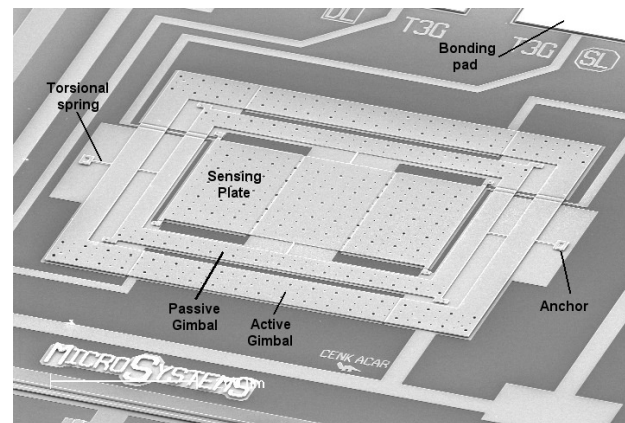 DL
T3G
T3G
SL
Bonding
pad
Torsional
spring
Sensing
Plate
Passive
Gimbal
Active
Gimbal
Anchor
CENK ACAR
MICROSYSTEMS